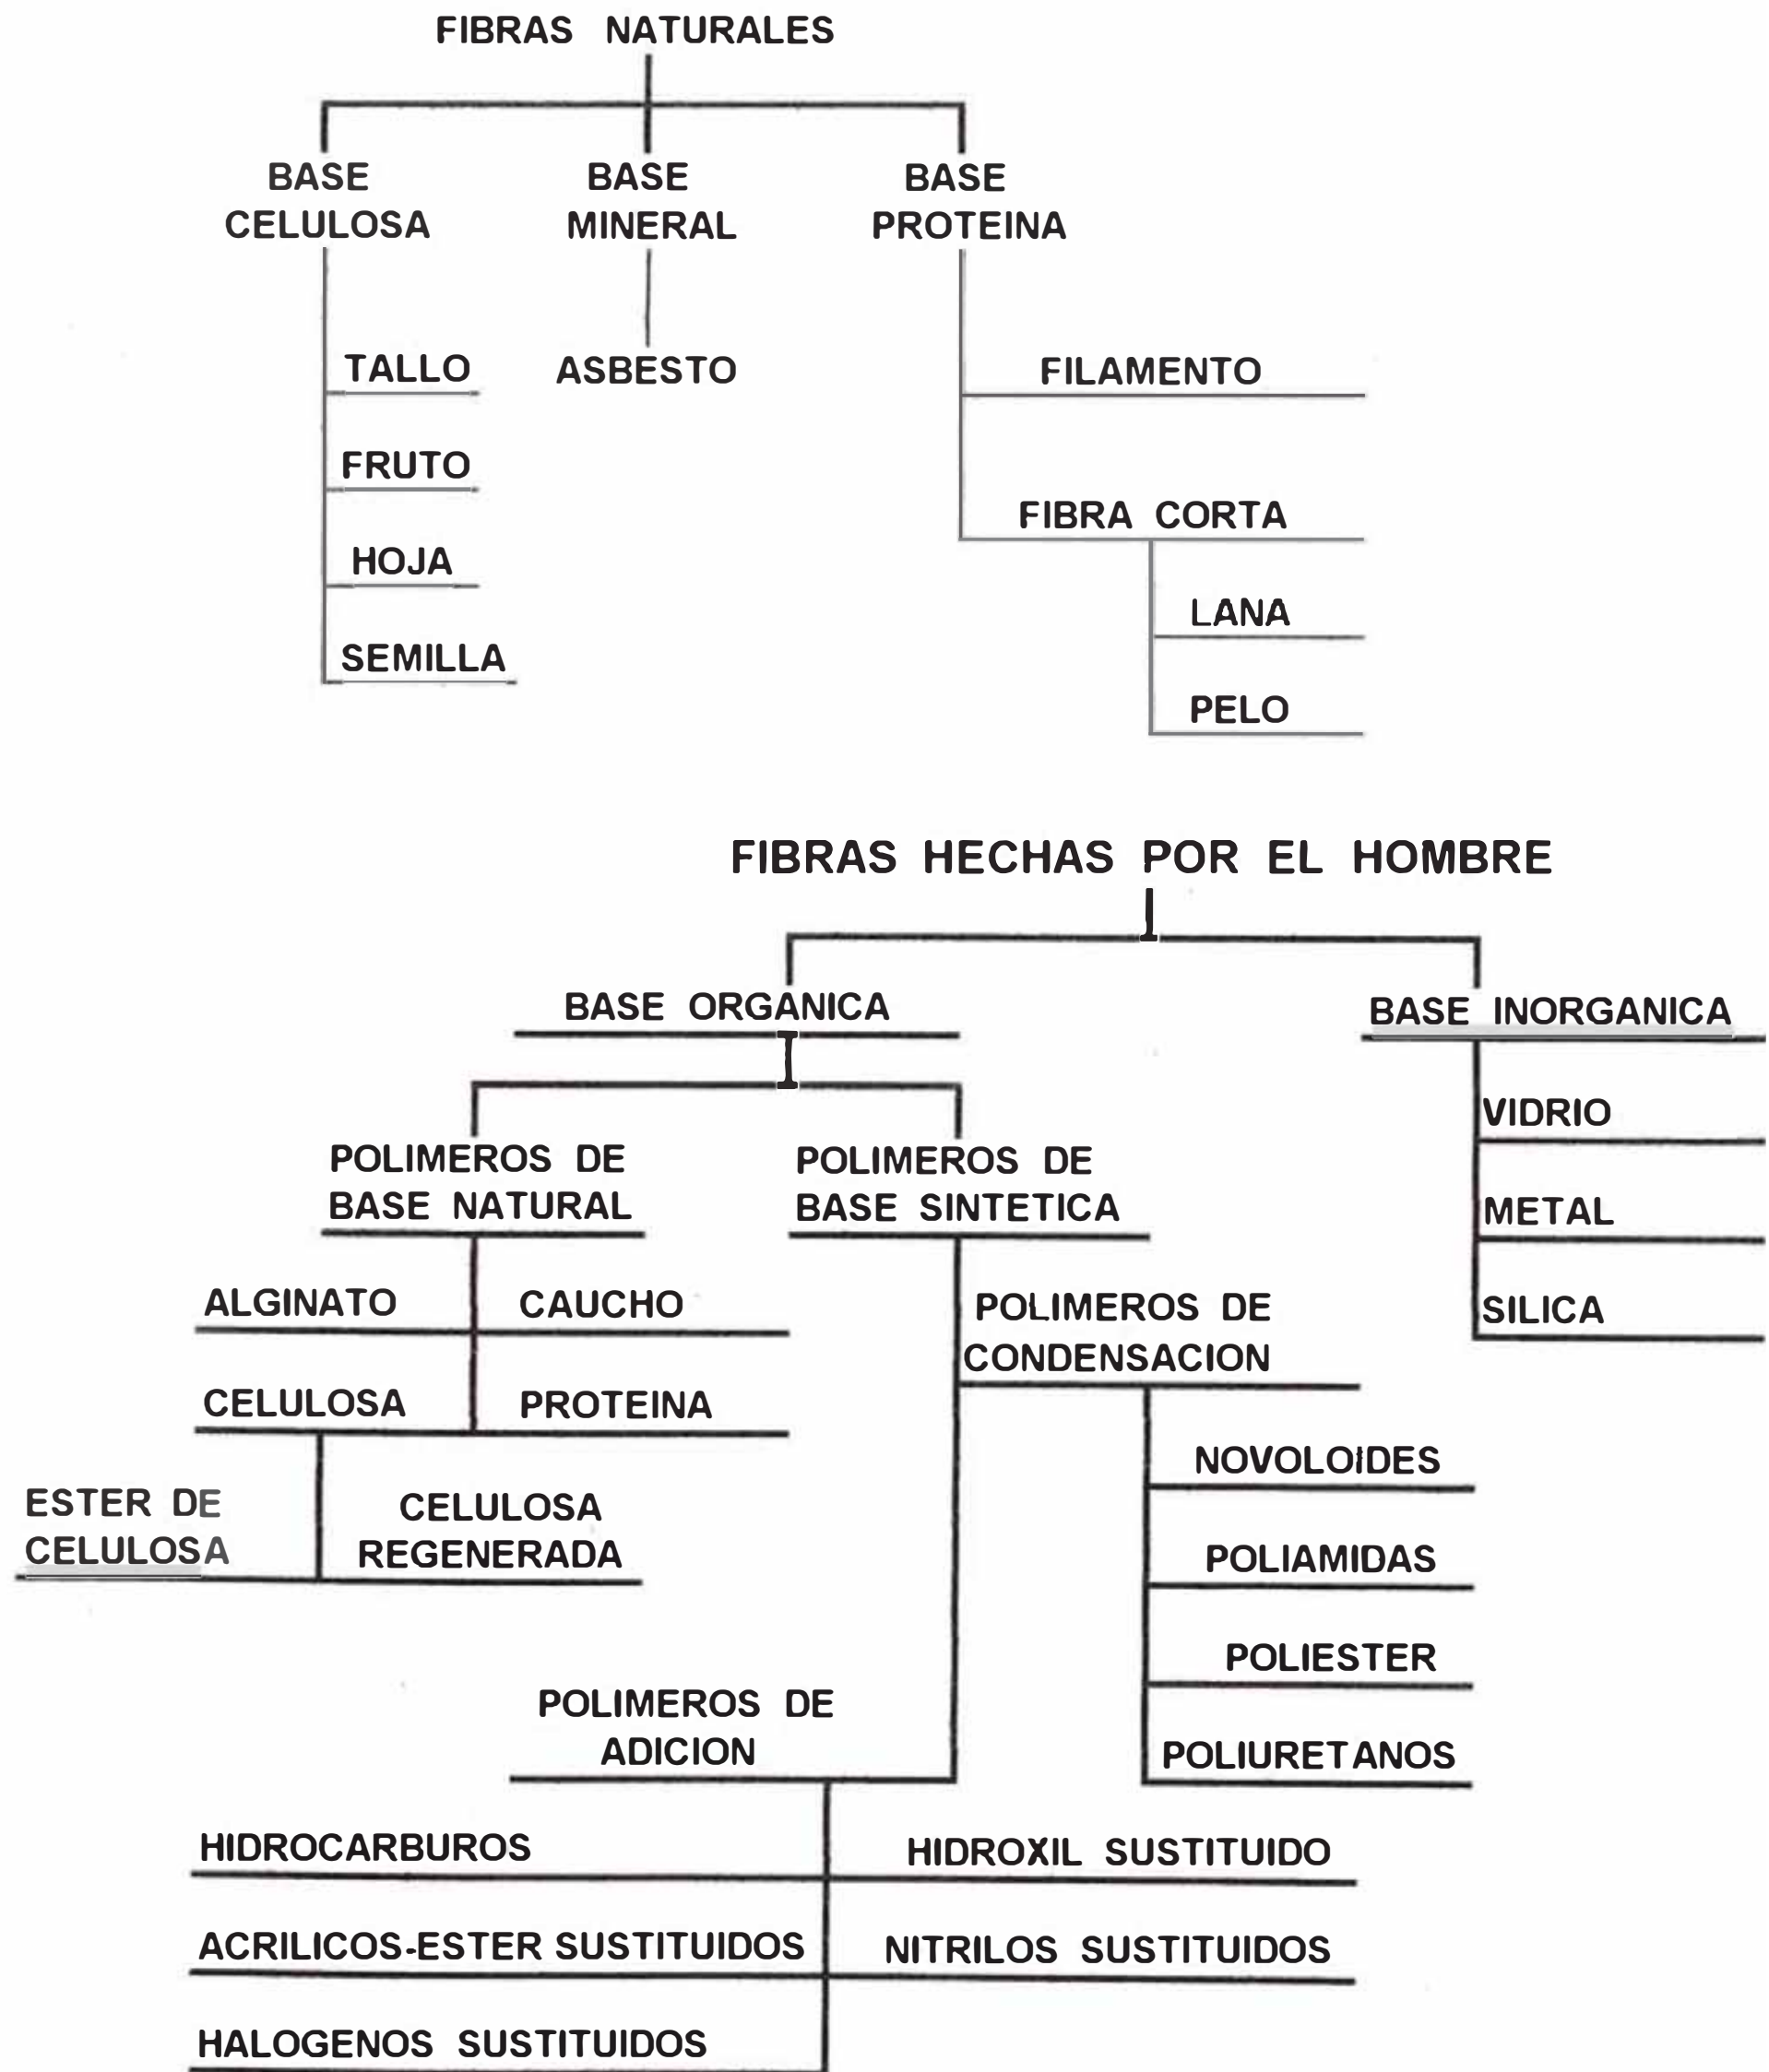 FIBRAS NATURALES
BASE CELULOSA
BASE MINERAL
BASE PROTEINA
TALLO
FRUTO
HOJA
SEMILLA
ASBESTO
FILAMENTO
FIBRA CORTA
LANA
PELO
FIBRAS HECHAS POR EL HOMBRE
BASE ORGANICA
BASE INORGANICA
VIDRIO
METAL
SILICA
POLIMEROS DE
BASE NATURAL
POLIMEROS DE
BASE SINTETICA
ALGINATO
CAUCHO
CELULOSA
PROTEINA
ESTER DE
CELULOSA
CELULOSA
REGENERADA
POLIMEROS DE
CONDENSACION
NOVOLOIDES
POLIAMIDAS
POLIESTER
POLIURETANOS
POLIMEROS DE
ADICION
HIDROCARBUROS
HIDROXIL SUSTITUIDO
ACRILICOS-ESTER SUSTITUIDOS
NITRILOS SUSTITUIDOS
HALOGENOS SUSTITUIDOS